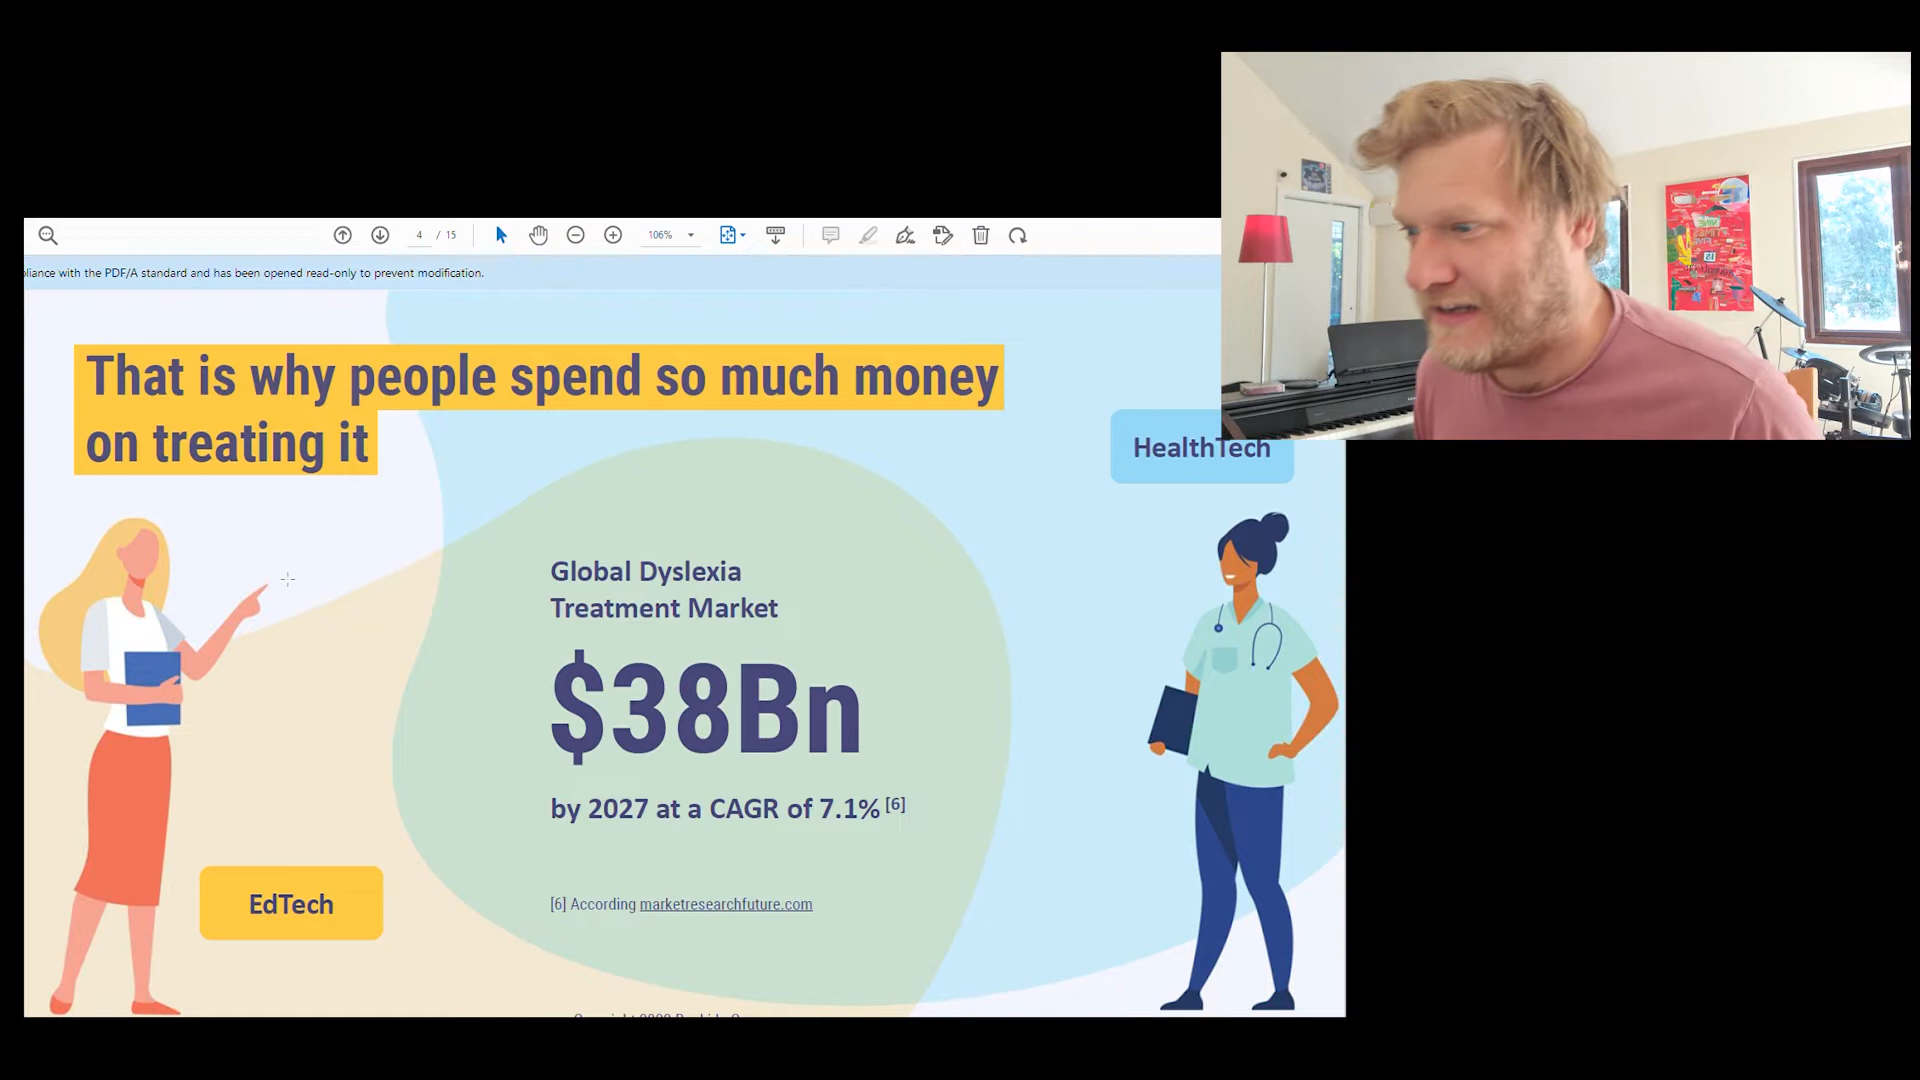 4 / 15
106%
liance with the PDF/A standard and has been opened read-only to prevent modification.
That is why people spend so much money
on treating it
HealthTech
Global Dyslexia
Treatment Market
$38Bn
by 2027 at a CAGR of 7.1% [6]
EdTech
[6] According marketresearchfuture.com